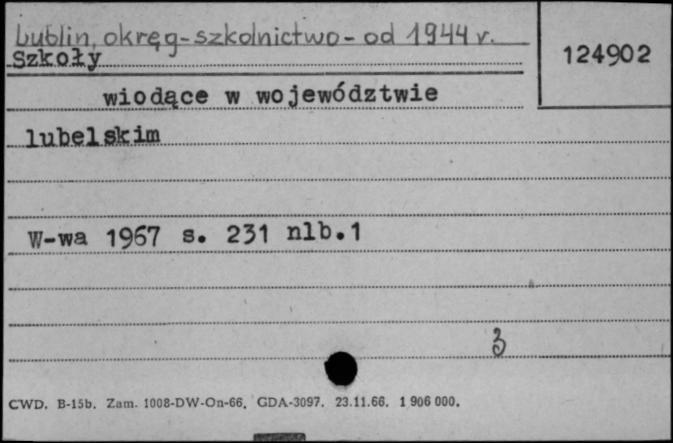 Lublin, okręg-szkolnictwo-od 1944 r.
Szkoły
124902
wiodące w województwie
lubelskim
W-wa 1967 s. 231 nlb.1
3
CWD. B-15b. Zam. 1008-DW-On-66. GDA-3097. 23.11.66. 1 906 000.